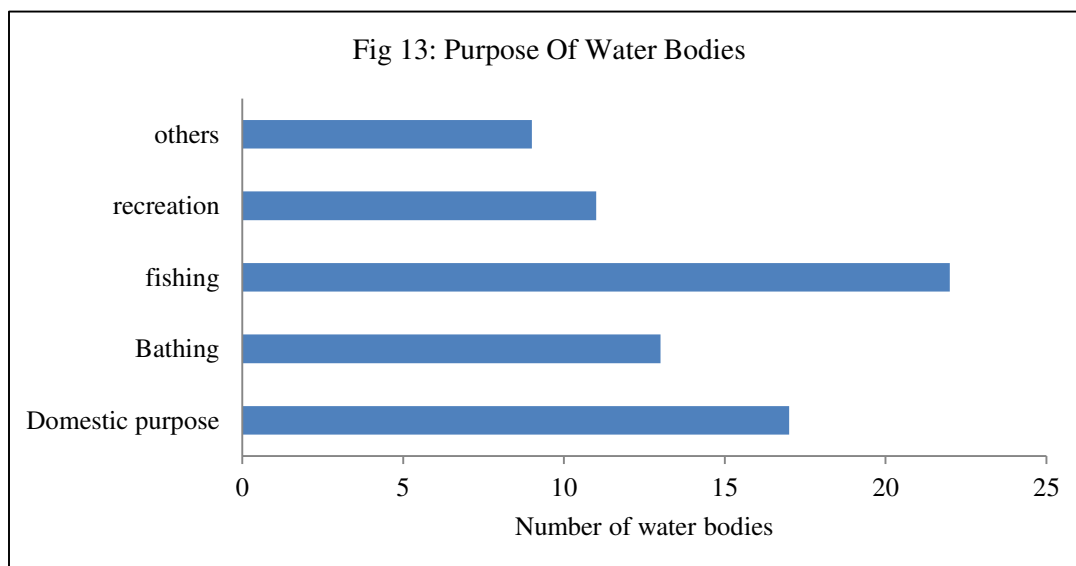 Fig 13: Purpose Of Water Bodies
others
recreation
fishing
Bathing
Domestic purpose
0 5 10 15 20 25
Number of water bodies